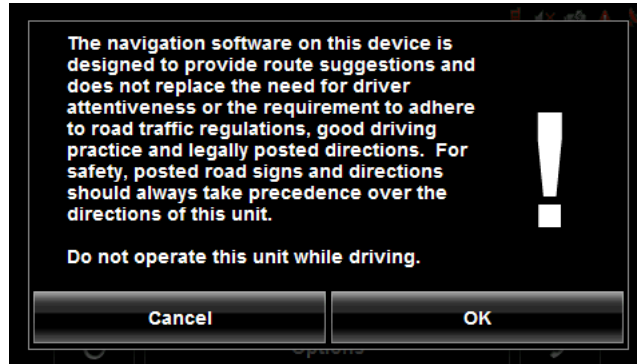 The navigation software on this device is
designed to provide route suggestions and
does not replace the need for driver
attentiveness or the requirement to adhere
to road traffic regulations, good driving
practice and legally posted directions.  For
safety, posted road signs and directions
should always take precedence over the
directions of this unit.
Do not operate this unit while driving.
!
Cancel OK
Options